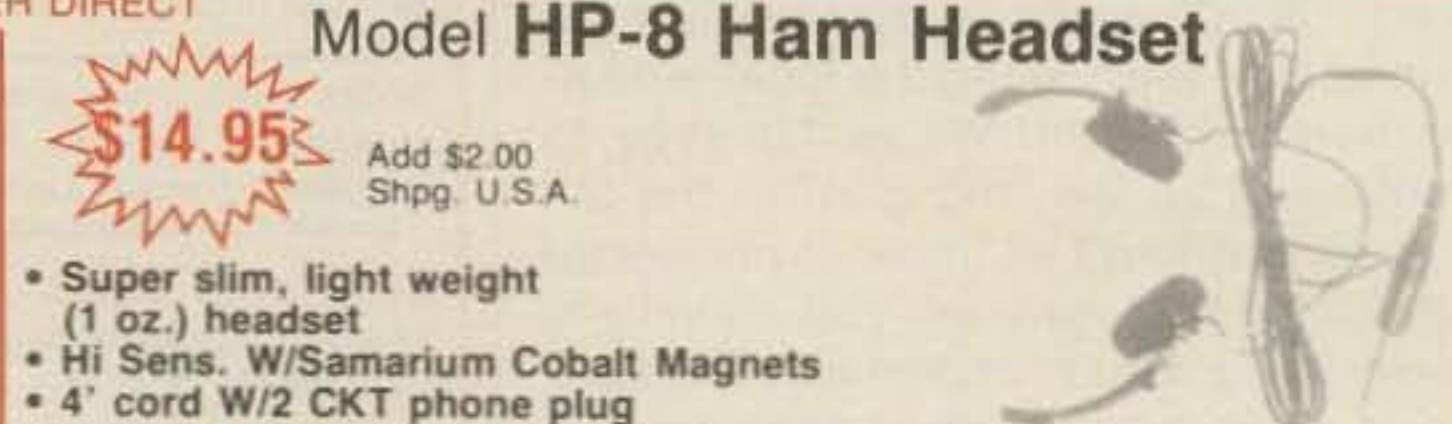 DIRECT
Model HP-8 Ham Headset
$14.95
Add $2.00
Shpg. U.S.A.
• Super slim, light weight
(1 oz.) headset
• Hi Sens. W/Samarium Cobalt Magnets
• 4' cord W/2 CKT phone plug